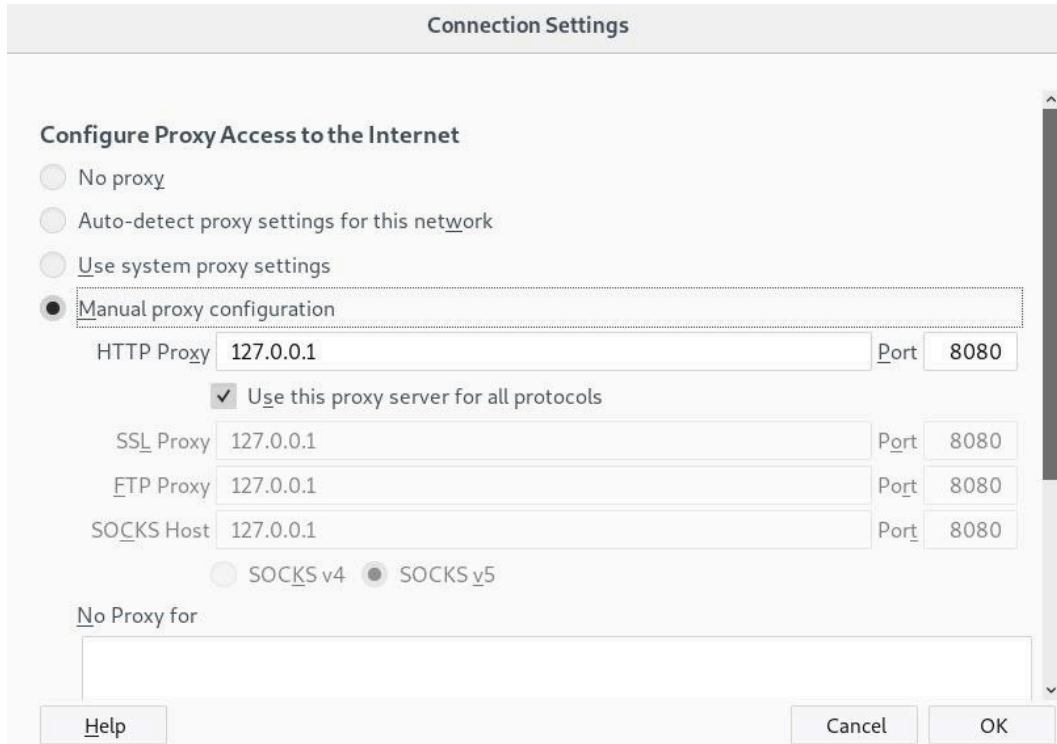 Connection Settings
Configure Proxy Access to the Internet
No proxy
Auto-detect proxy settings for this network
Use system proxy settings
Manual proxy configuration
HTTP Proxy 127.0.0.1 Port 8080
Use this proxy server for all protocols
SSL Proxy 127.0.0.1 Port 8080
FTP Proxy 127.0.0.1 Port 8080
SOCKS Host 127.0.0.1 Port 8080
SOCKS v4 SOCKS v5
No Proxy for
Help Cancel OK